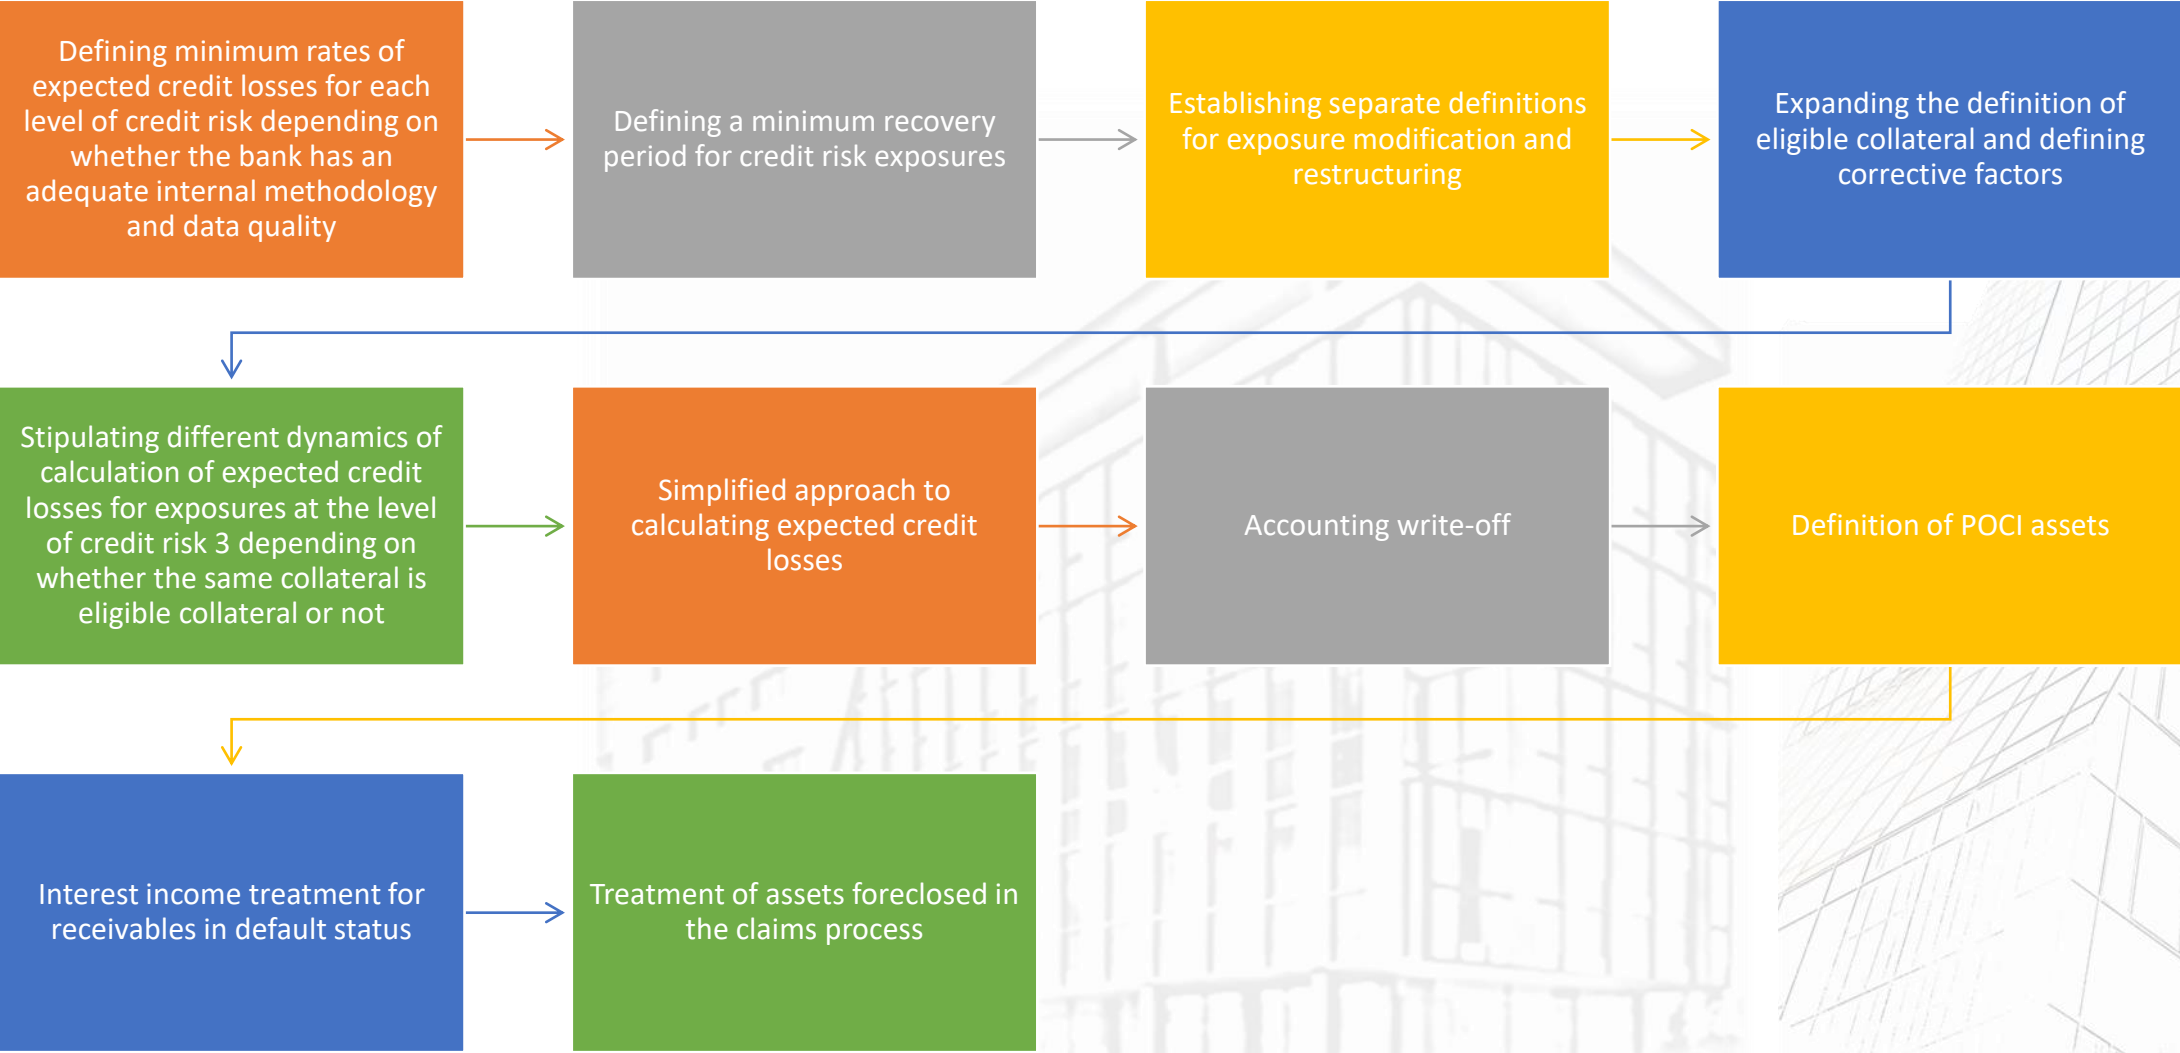 Defining minimum rates of
expected credit losses for each
level of credit risk depending on
whether the bank has an
adequate internal methodology
and data quality
Defining a minimum recovery
period for credit risk exposures
Establishing separate definitions
for exposure modification and
restructuring
Expanding the definition of
eligible collateral and defining
corrective factors
Stipulating different dynamics of
calculation of expected credit
losses for exposures at the level
of credit risk 3 depending on
whether the same collateral is
eligible collateral or not
Simplified approach to
calculating expected credit
losses
Accounting write-off
Definition of POCI assets
Interest income treatment for
receivables in default status
Treatment of assets foreclosed in
the claims process